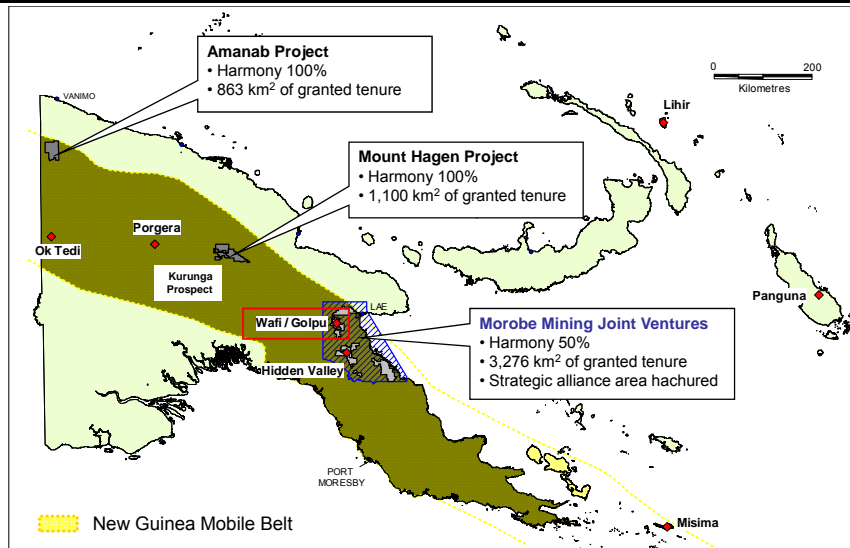 Amanab Project
• Harmony 100%
• 863 km² of granted tenure
0 200
Kilometres
VANIMO
Lihir
Mount Hagen Project
• Harmony 100%
• 1,100 km² of granted tenure
Porgera
Ok Tedi
Kurunga
Prospect
Panguna
LAE
Wafi / Golpu
Morobe Mining Joint Ventures
• Harmony 50%
• 3,276 km² of granted tenure
• Strategic alliance area hachured
Hidden Valley
PORT
MORESBY
New Guinea Mobile Belt
Misima